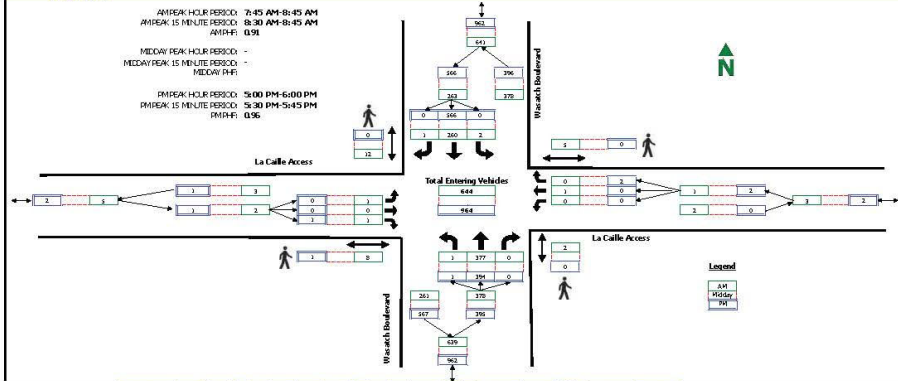 AM PEAK HOUR PERIOD: 7:45 AM-8:45 AM
AM PEAK 15 MINUTE PERIOD: 8:30 AM-8:45 AM
AM PHF: 0.91
MIDDAY PEAK HOUR PERIOD: -
MIDDAY PEAK 15 MINUTE PERIOD: -
MIDDAY PHF:
PM PEAK HOUR PERIOD: 5:00 PM-6:00 PM
PM PEAK 15 MINUTE PERIOD: 5:30 PM-5:45 PM
PM PHF: 0.96
962
641
566 396
263 378
0 566 0
1 260 2
Wasatch Boulevard
N
0
12
5 0
La Caille Access
Total Entering Vehicles
644
964
2 5
1 3
1 2
0 1
0 0
1 1
0 2
1 0
0 0
1 2
2 0
3 2
La Caille Access
1 8
1 377 0
1 394 0
2
0
261 378
567 395
639
962
Wasatch Boulevard
Legend
AM
Midday
PM